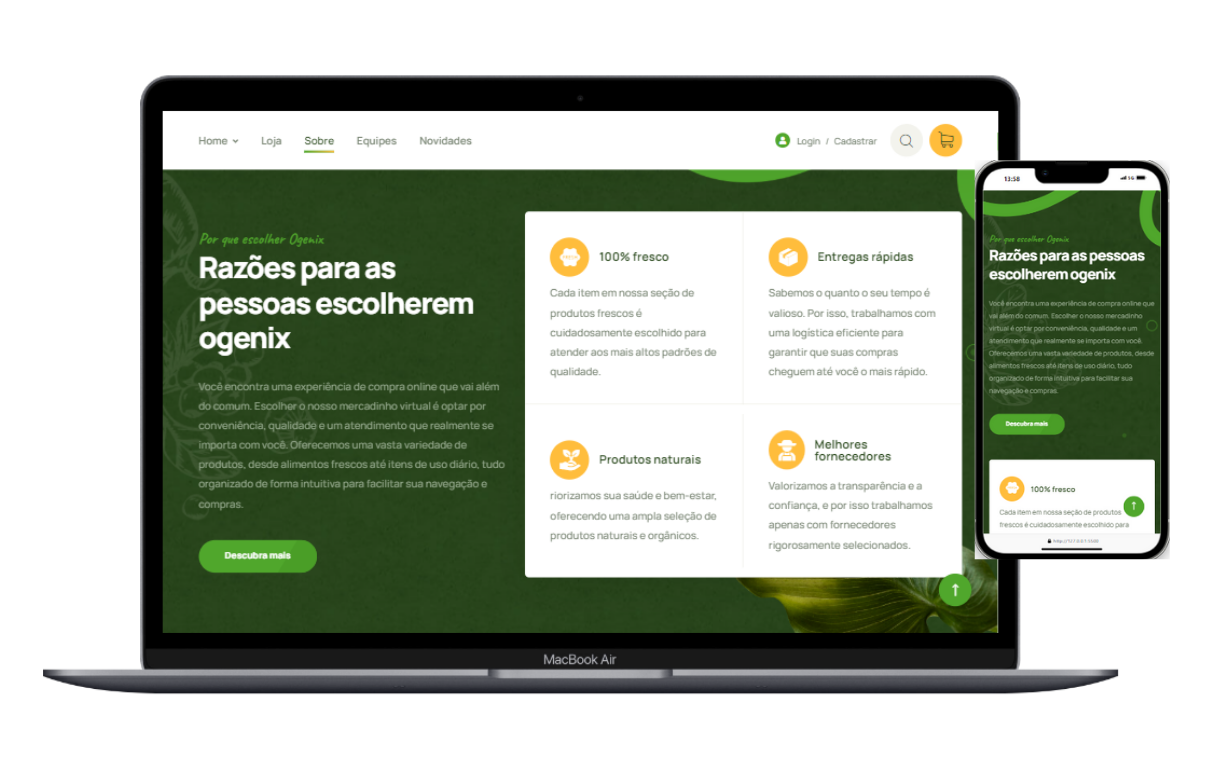 Home
Loja
Sobre
Equipes
Novidades
Login / Cadastrar
Por que escolher Ogenix
Razões para as
pessoas escolherem
ogenix
Você encontra uma experiência de compra online que vai além
do comum. Escolher o nosso mercadinho virtual é optar por
conveniência, qualidade e um atendimento que realmente se
importa com você. Oferecemos uma vasta variedade de
produtos, desde alimentos frescos até itens de uso diário, tudo
organizado de forma intuitiva para facilitar sua navegação e
compras.
Descubra mais
100% fresco
Cada item em nossa seção de
produtos frescos é
cuidadosamente escolhido para
atender aos mais altos padrões de
qualidade.
Entregas rápidas
Sabemos o quanto o seu tempo é
valioso. Por isso, trabalhamos com
uma logística eficiente para
garantir que suas compras
cheguem até você o mais rápido.
Produtos naturais
riorizamos sua saúde e bem-estar,
oferecendo uma ampla seleção de
produtos naturais e orgânicos.
Melhores
fornecedores
Valorizamos a transparência e a
confiança, e por isso trabalhamos
apenas com fornecedores
rigorosamente selecionados.
MacBook Air
13:58
Por que escolher Ogenix
Razões para as pessoas
escolherem ogenix
Você encontra uma experiência de compra online que
vai além do comum. Escolher o nosso mercadinho
virtual é optar por conveniência, qualidade e um
atendimento que realmente se importa com você.
Oferecemos uma vasta variedade de produtos, desde
alimentos frescos até itens de uso diário, tudo
organizado de forma intuitiva para facilitar sua
navegação e compras.
Descubra mais
100% fresco
Cada item em nossa seção de produtos
frescos é cuidadosamente escolhido para